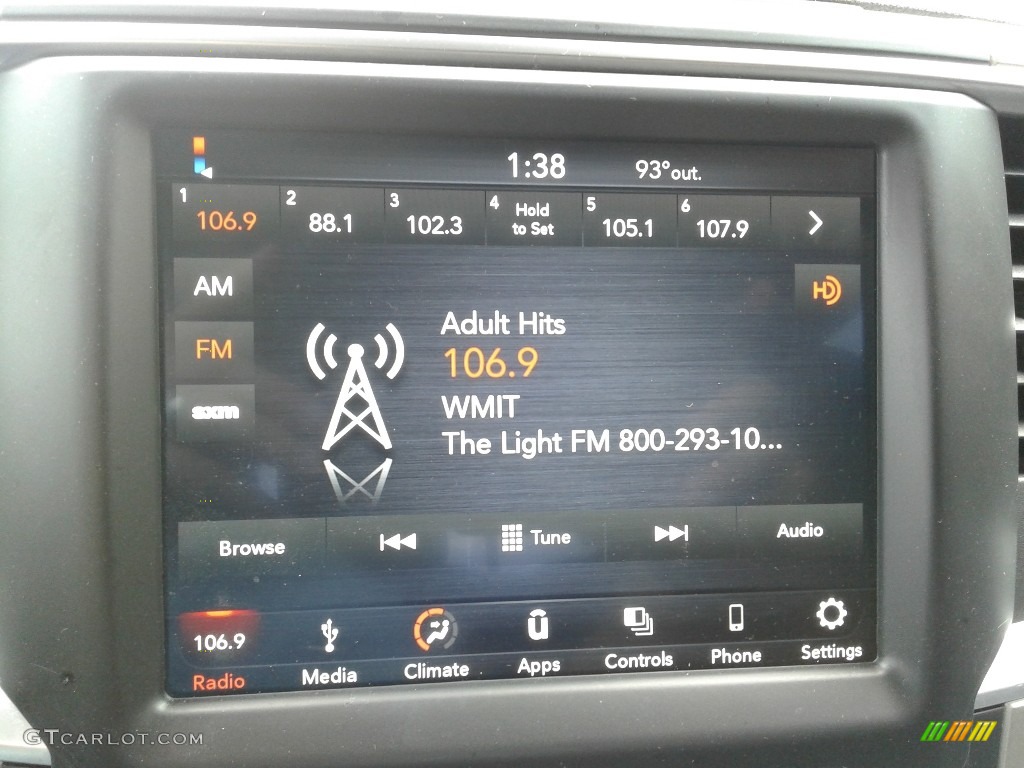 1:38 93°out.
1 106.9 2 88.1 3 102.3 4 Hold to Set 5 105.1 6 107.9
AM
HD
FM
sxm
Adult Hits
106.9
WMIT
The Light FM 800-293-10...
Browse Tune Audio
106.9
Radio Media Climate Apps Controls Phone Settings
GTCARLOT.COM